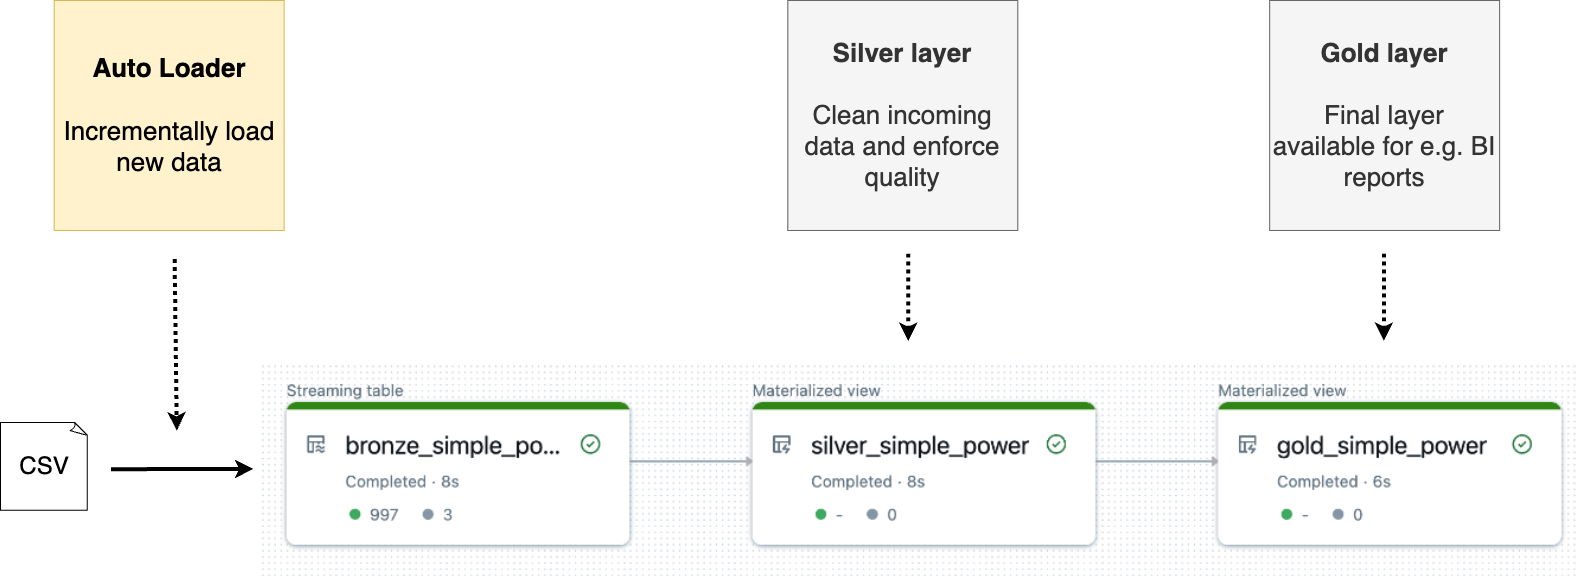 Auto Loader
Incrementally load
new data
Silver layer
Clean incoming
data and enforce
quality
Gold layer
Final layer
available for e.g. BI
reports
CSV
Streaming table
bronze_simple_po...
Completed · 8s
997 3
Materialized view
silver_simple_power
Completed · 8s
- 0
Materialized view
gold_simple_power
Completed · 6s
- 0